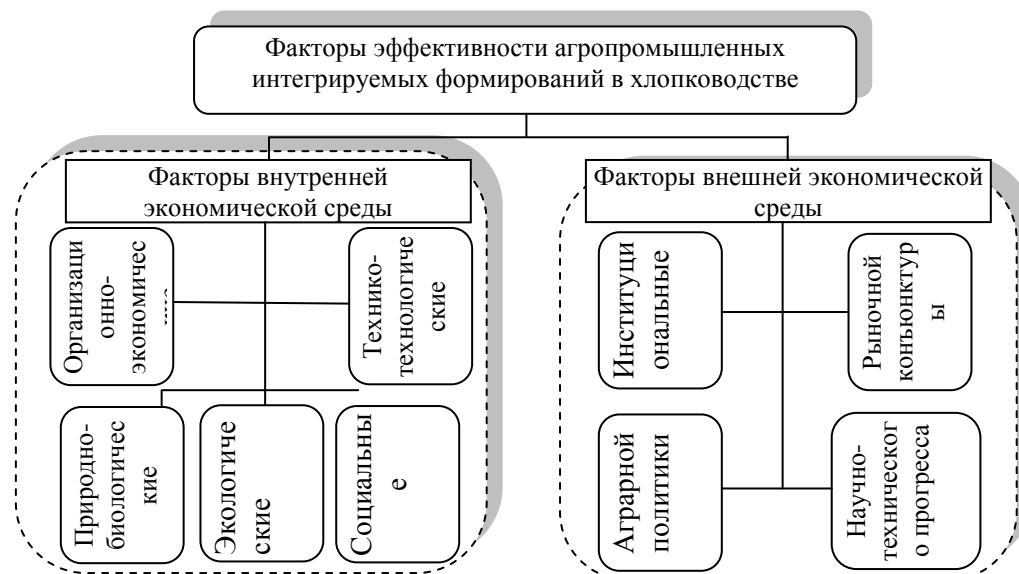 Факторы эффективности агропромышленных
интегрируемых формирований в хлопководстве
Факторы внутренней
экономической среды
Факторы внешней экономической
среды
Организаци
онно-
экономичес
Технико-
технологиче
ские
Институци
ональные
Рыночной
конъюнктур
ы
Природно-
биологичес
кие
Экологиче
ские
Социальны
е
Аграрной
политики
Научно-
техническог
о прогресса